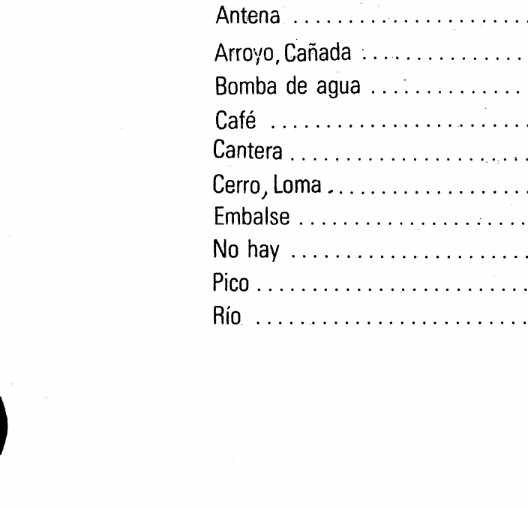 Antena ......................
Arroyo, Cañada ...............
Bomba de agua ..............
Café ........................
Cantera ......................
Cerro, Loma ..................
Embalse .....................
No hay ......................
Pico .........................
Río .........................